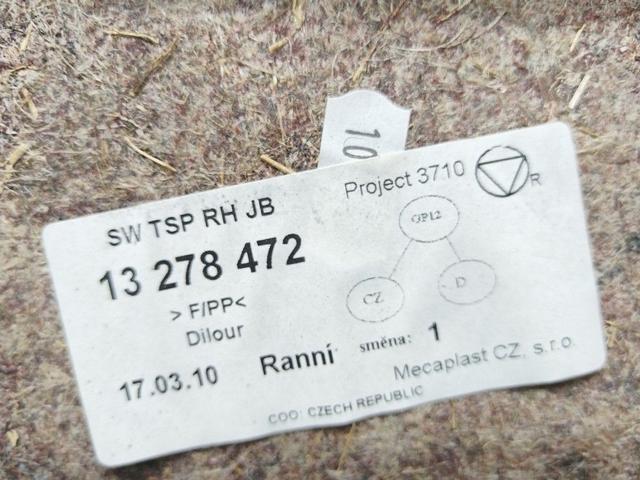 10
Project 3710
R
SW TSP RH JB
GP12
13 278 472
CZ
D
> F/PP<
Dilour
17.03.10
Ranní
směna: 1
Mecaplast CZ, s.r.o.
COO: CZECH REPUBLIC